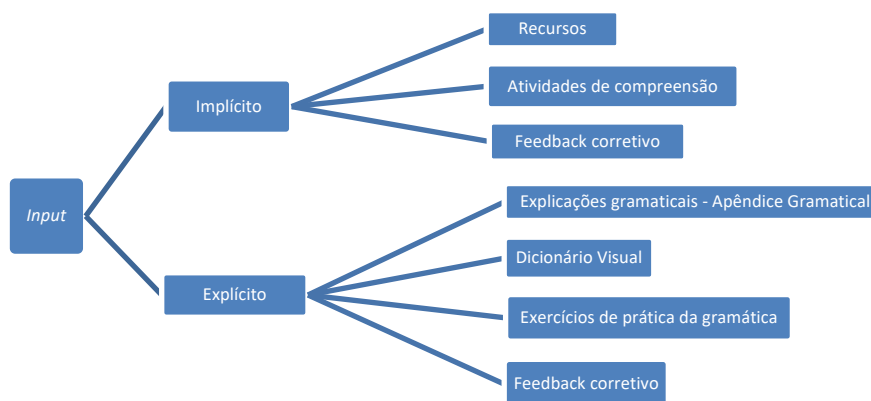 Input
Implícito
Recursos
Atividades de compreensão
Feedback corretivo
Explícito
Explicações gramaticais - Apêndice Gramatical
Dicionário Visual
Exercícios de prática da gramática
Feedback corretivo